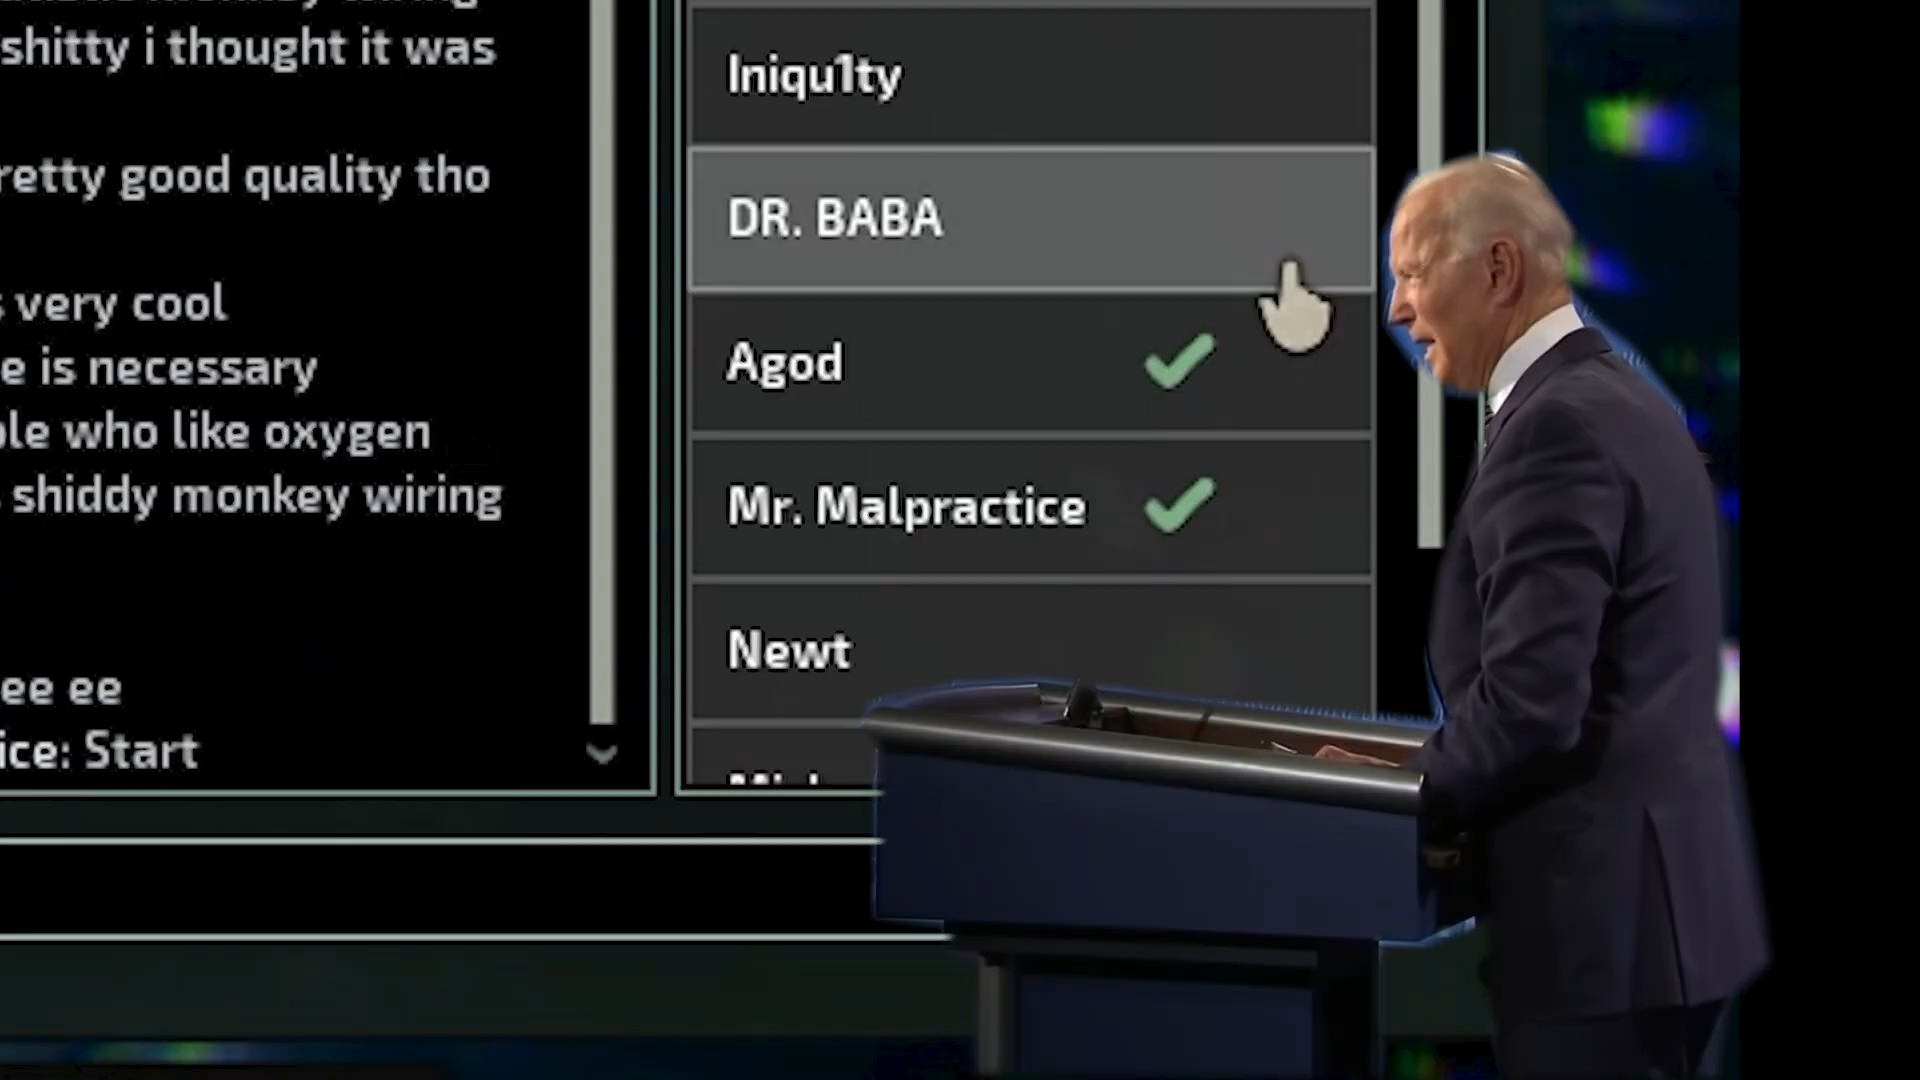 shitty i thought it was
retty good quality tho
very cool
e is necessary
ole who like oxygen
shiddy monkey wiring
ee ee
ice: Start
Iniqu1ty
DR. BABA
Agod
Mr. Malpractice
Newt